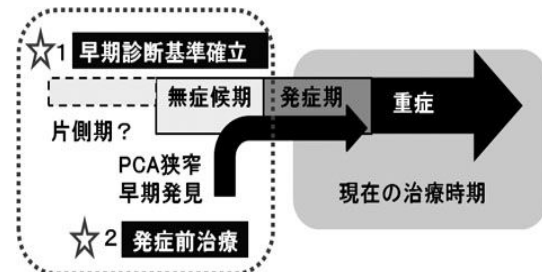 ☆1 早期診断基準確立
無症候期 発症期 重症
片側期？
PCA狭窄
早期発見
現在の治療時期
☆2 発症前治療